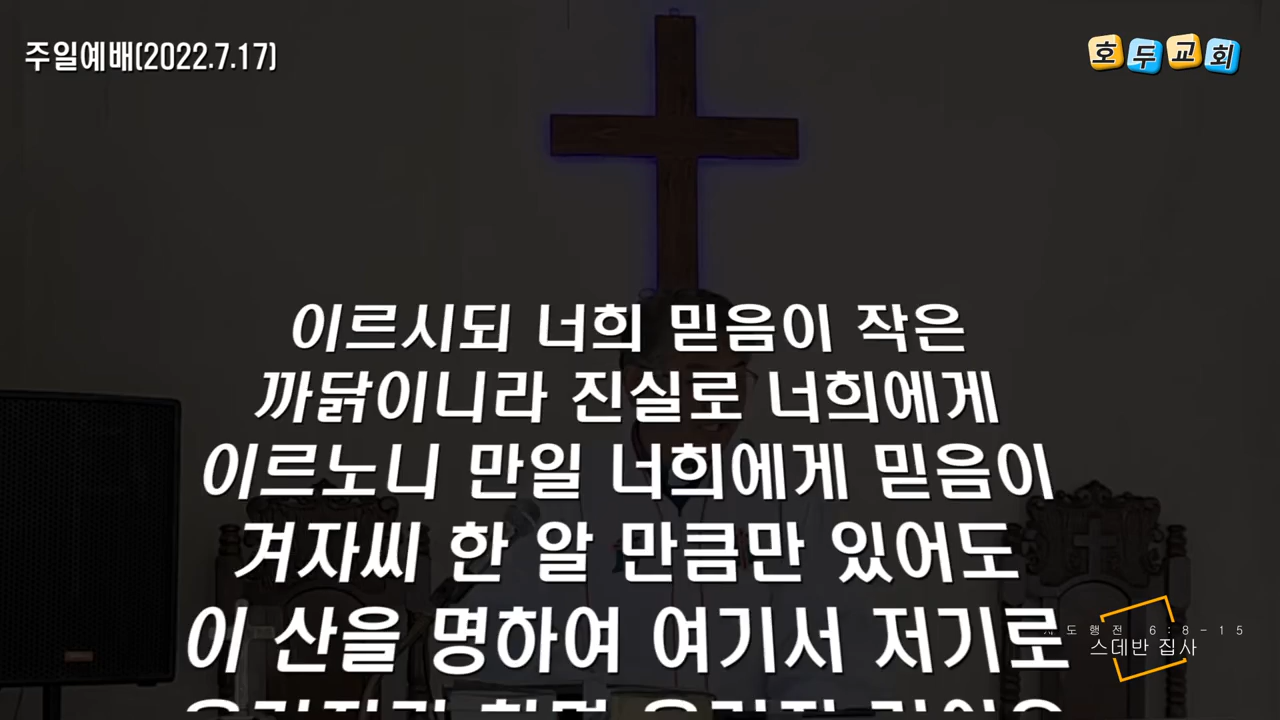 주일예배(2022.7.17)
호두교회
이르시되 너희 믿음이 작은
까닭이니라 진실로 너희에게
이르노니 만일 너희에게 믿음이
겨자씨 한 알 만큼만 있어도
이 산을 명하여 여기서 저기로
사도행전 6:8-15
스데반 집사